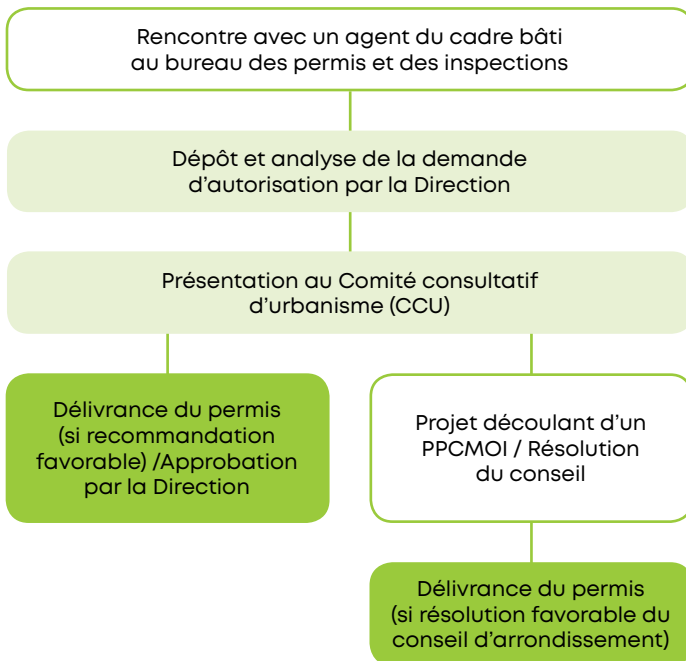 Rencontre avec un agent du cadre bâti
au bureau des permis et des inspections
Dépôt et analyse de la demande
d'autorisation par la Direction
Présentation au Comité consultatif
d'urbanisme (CCU)
Délivrance du permis
(si recommandation
favorable) /Approbation
par la Direction
Projet découlant d'un
PPCMOI / Résolution
du conseil
Délivrance du permis
(si résolution favorable du
conseil d'arrondissement)